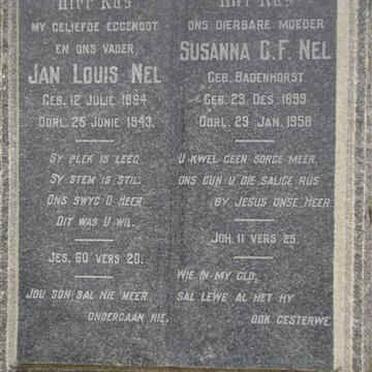 Hier Rus
My geliefde eggenoot
en ons vader
Jan Louis Nel
Geb. 12 Julie 1884
Oorl. 25 Junie 1943.
Sy plek is leeg
Sy stem is stil.
Ons swyg o Heer
Dit was U wil.
Jes. 60 vers 20.
Jou son sal nie meer
ondergaan nie.
Hier Rus
Ons dierbare moeder
Susanna C.F. Nel
Geb. Badenhorst
Geb. 23 Des. 1899
Oorl. 29 Jan. 1958
U kwel geen sorge meer,
Ons gun U die salige rus
by Jesus onse Heer.
Joh. 11 vers 25.
Wie in My glo,
sal lewe al het hy
ook gesterwe